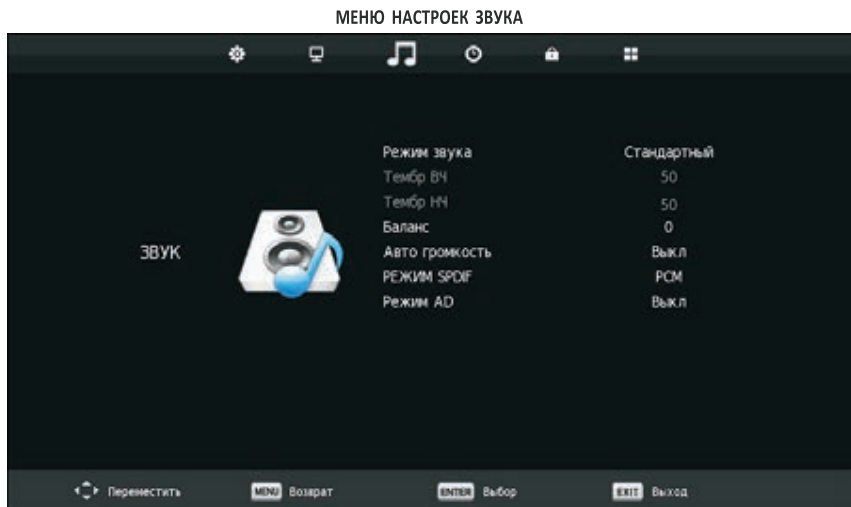 МЕНЮ НАСТРОЕК ЗВУКА
Режим звука Стандартный
Тембр ВЧ 50
Тембр НЧ 50
Баланс 0
ЗВУК
Авто громкость Выкл
РЕЖИМ SPDIF PCM
Режим AD Выкл
Переместить MENU Возврат ENTER Выбор EXIT Выход